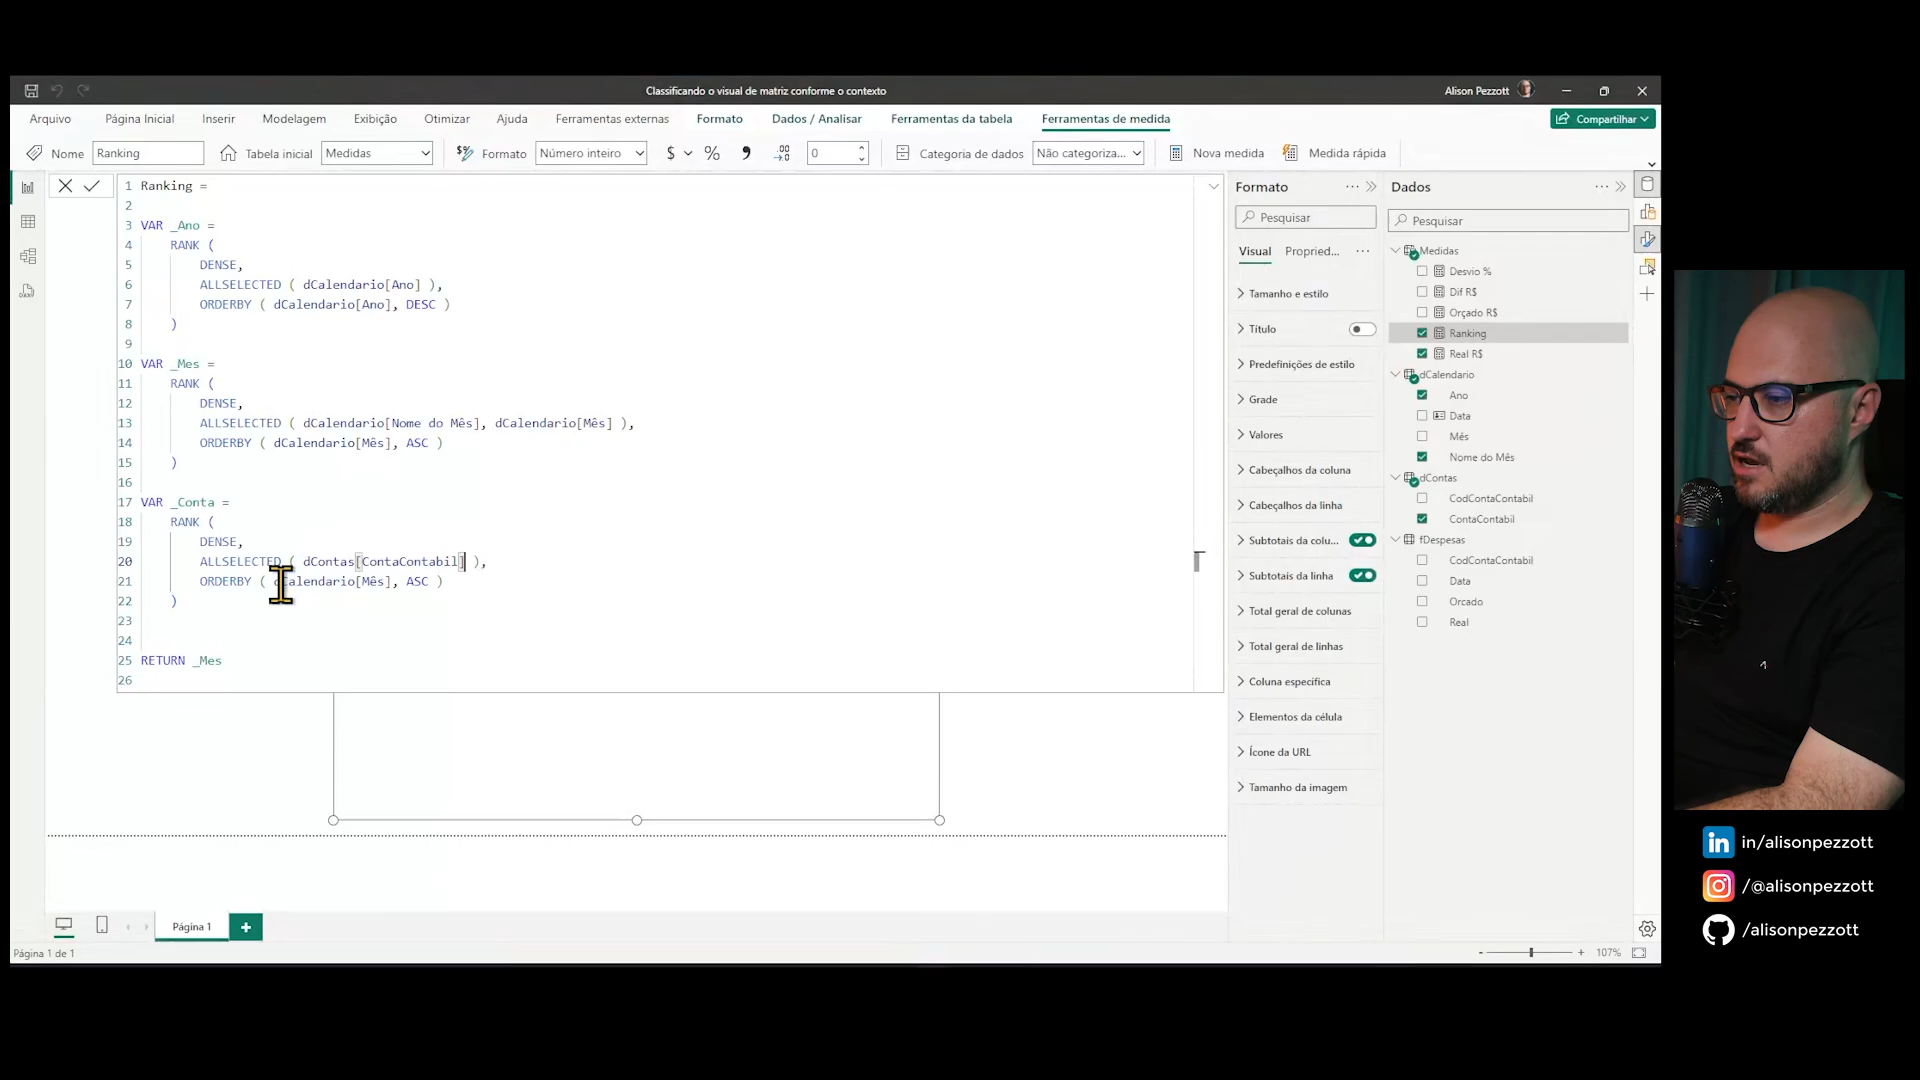 Classificando o visual de matriz conforme o contexto
Alison Pezzott
Arquivo
Página Inicial
Inserir
Modelagem
Exibição
Otimizar
Ajuda
Ferramentas externas
Formato
Dados / Analisar
Ferramentas da tabela
Ferramentas de medida
Compartilhar
Nome
Ranking
Tabela inicial
Medidas
Formato
Número inteiro
$
%
0
Categoria de dados
Não categoriza...
Nova medida
Medida rápida
1 Ranking =
2
3 VAR _Ano =
4 RANK (
5 DENSE,
6 ALLSELECTED ( dCalendario[Ano] ),
7 ORDERBY ( dCalendario[Ano], DESC )
8 )
9
10 VAR _Mes =
11 RANK (
12 DENSE,
13 ALLSELECTED ( dCalendario[Nome do Mês], dCalendario[Mês] ),
14 ORDERBY ( dCalendario[Mês], ASC )
15 )
16
17 VAR _Conta =
18 RANK (
19 DENSE,
20 ALLSELECTED ( dContas[ContaContabil] ),
21 ORDERBY ( dCalendario[Mês], ASC )
22 )
23
24
25 RETURN _Mes
26
Formato
Pesquisar
Visual
Propried...
Tamanho e estilo
Título
Predefinições de estilo
Grade
Valores
Cabeçalhos da coluna
Cabeçalhos da linha
Subtotais da colu...
Subtotais da linha
Total geral de colunas
Total geral de linhas
Coluna específica
Elementos da célula
Ícone da URL
Tamanho da imagem
Dados
Pesquisar
Medidas
Desvio %
Dif R$
Orçado R$
Ranking
Real R$
dCalendario
Ano
Data
Mês
Nome do Mês
dContas
CodContaContabil
ContaContabil
fDespesas
CodContaContabil
Data
Orcado
Real
Página 1
Página 1 de 1
107%
in/alisonpezzott
/@alisonpezzott
/alisonpezzott